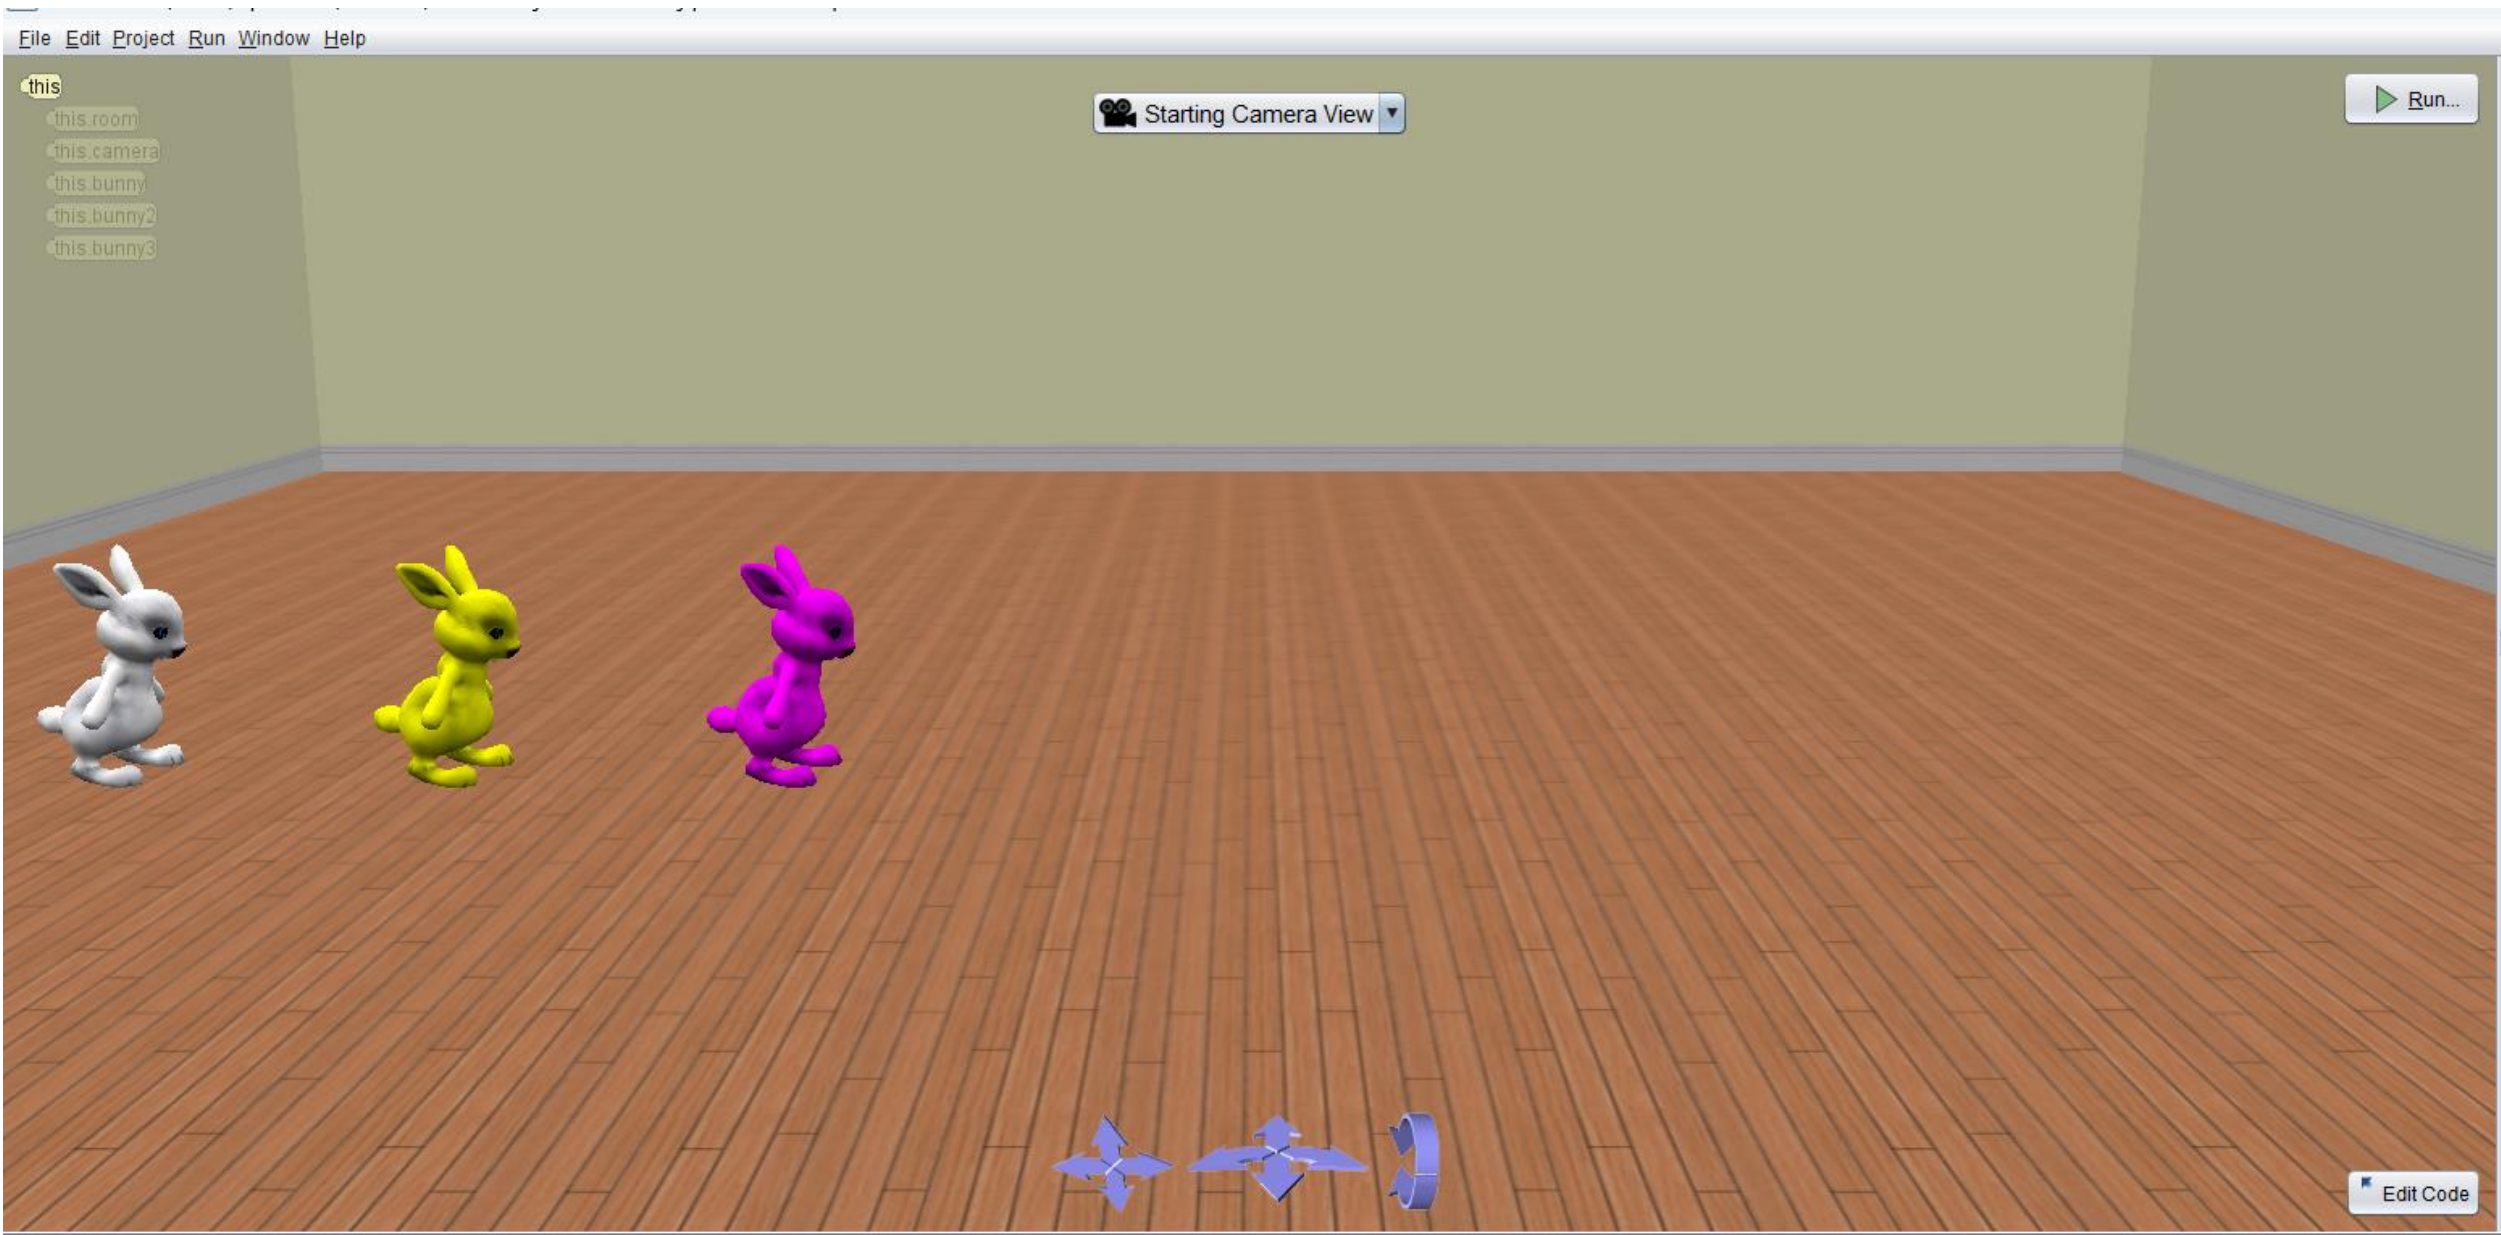 File Edit Project Run Window Help
this
this.room
this.camera
this.bunny
this.bunny2
this.bunny3
Starting Camera View
Run...
Edit Code